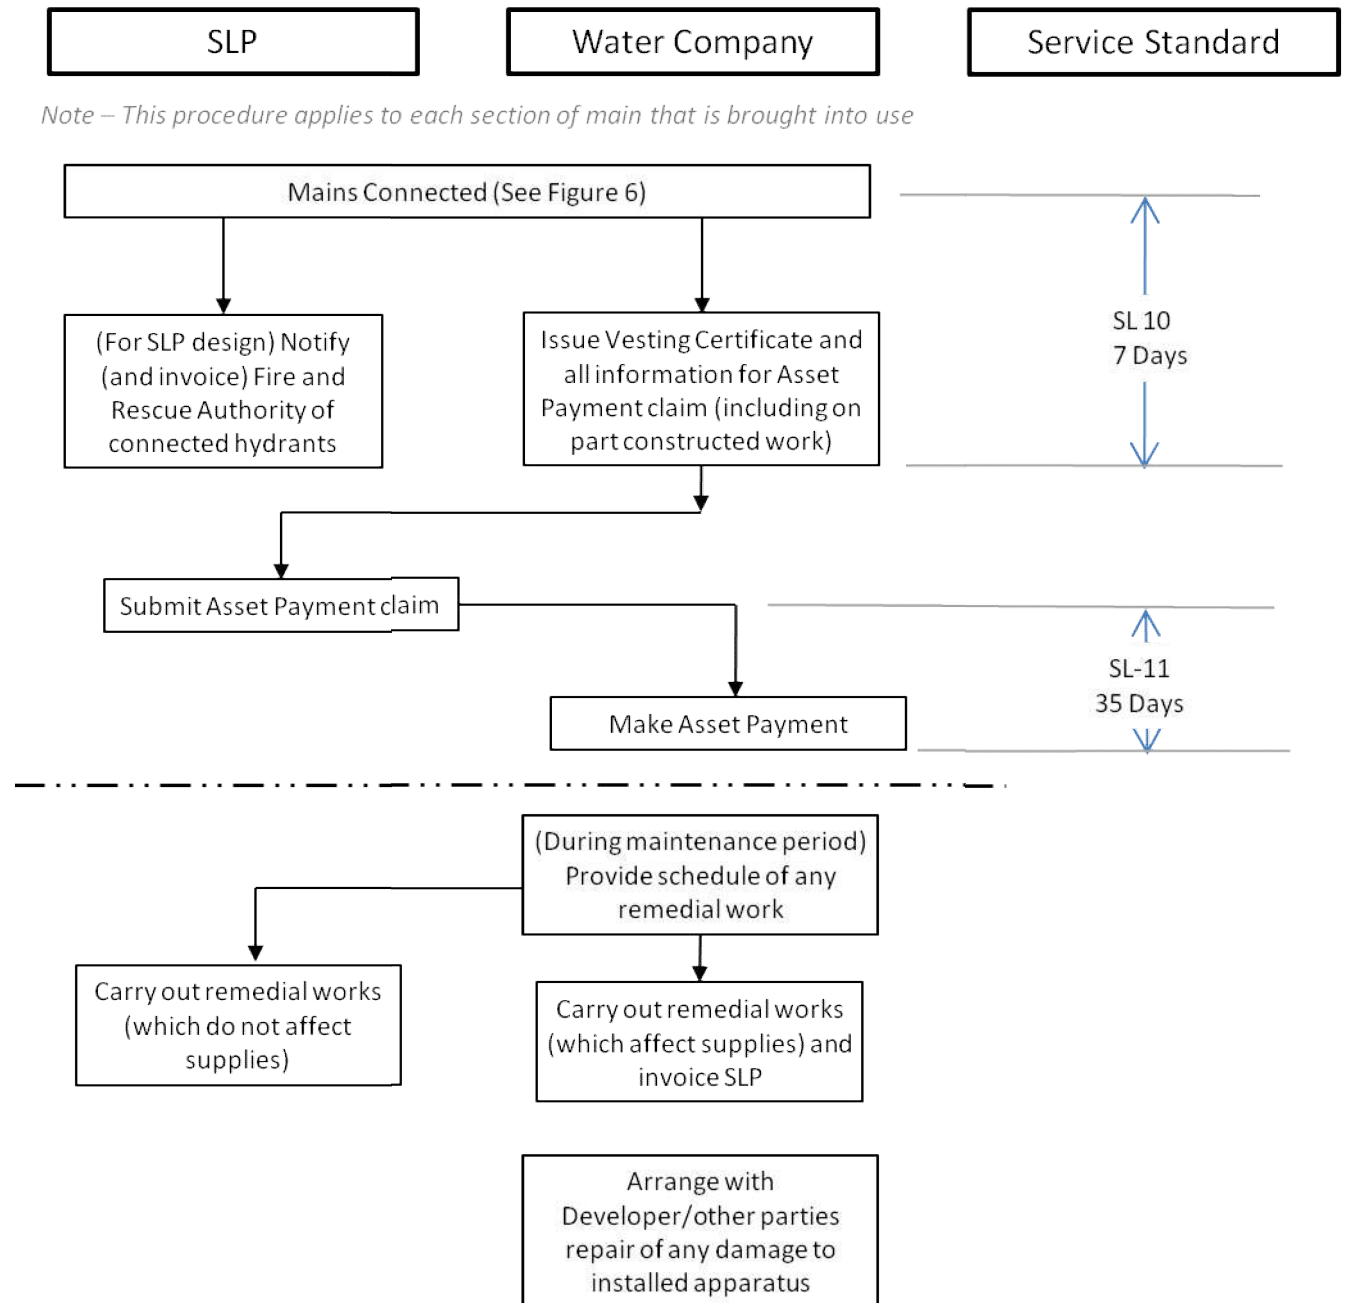 SLP
Water Company
Service Standard
Note – This procedure applies to each section of main that is brought into use
Mains Connected (See Figure 6)
(For SLP design) Notify
(and invoice) Fire and
Rescue Authority of
connected hydrants
Issue Vesting Certificate and
all information for Asset
Payment claim (including on
part constructed work)
SL 10
7 Days
Submit Asset Payment claim
SL-11
35 Days
Make Asset Payment
(During maintenance period)
Provide schedule of any
remedial work
Carry out remedial works
(which do not affect
supplies)
Carry out remedial works
(which affect supplies) and
invoice SLP
Arrange with
Developer/other parties
repair of any damage to
installed apparatus